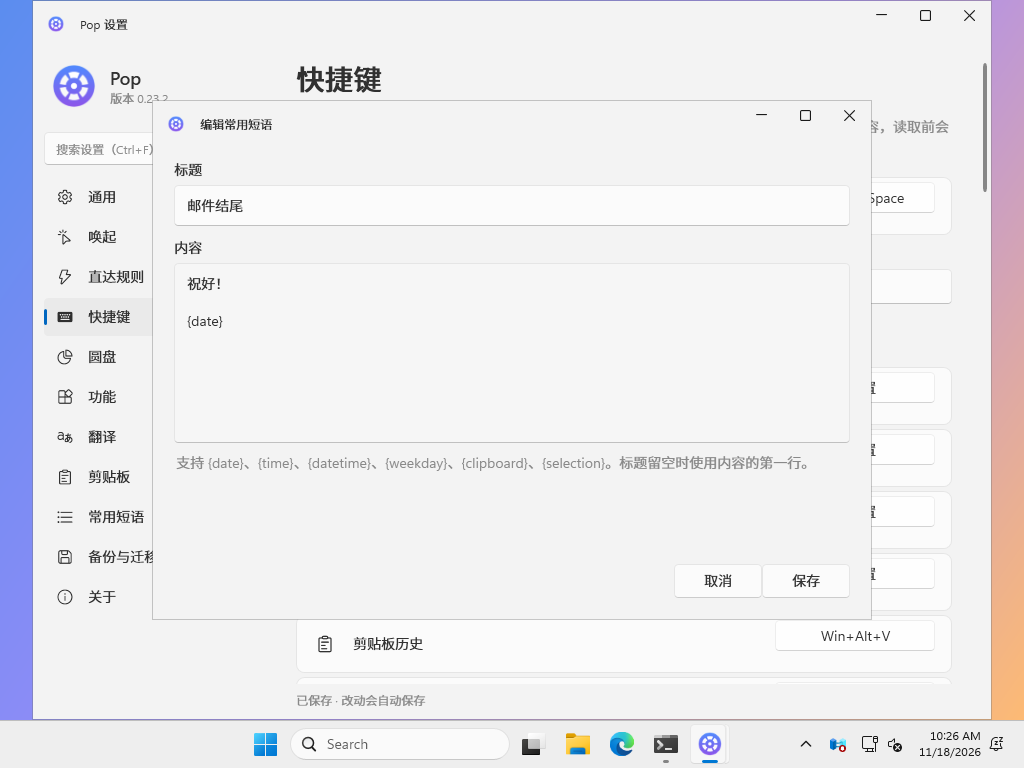 Pop 设置
Pop
版本 0.23.2
快捷键
搜索设置（Ctrl+F）
容，读取前会
Space
编辑常用短语
标题
邮件结尾
内容
祝好！
{date}
支持 {date}、{time}、{datetime}、{weekday}、{clipboard}、{selection}。标题留空时使用内容的第一行。
取消
保存
通用
唤起
直达规则
快捷键
圆盘
功能
翻译
剪贴板
常用短语
备份与迁移
关于
置
置
置
置
剪贴板历史
Win+Alt+V
已保存 · 改动会自动保存
Search
10:26 AM
11/18/2026